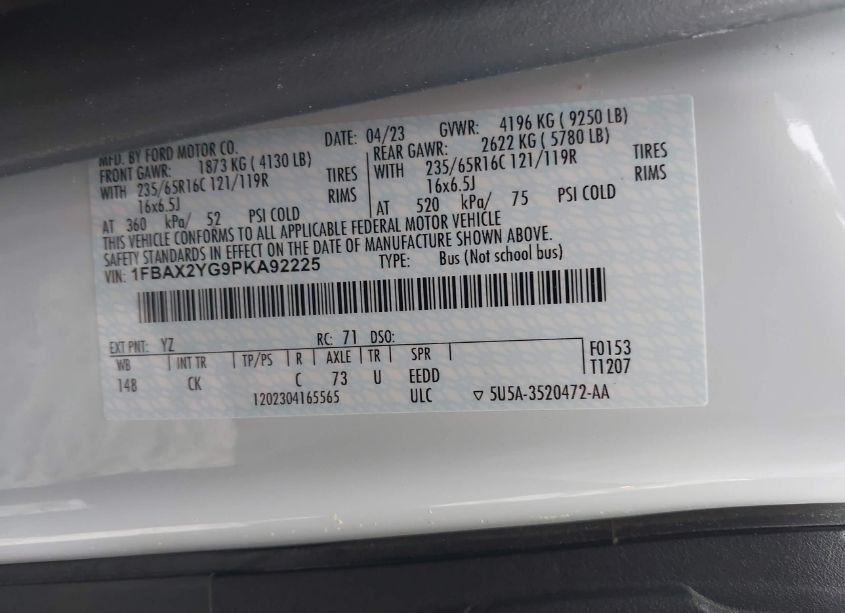 MFD. BY FORD MOTOR CO. DATE: 04/23 GVWR: 4196 KG ( 9250 LB)
FRONT GAWR: 1873 KG ( 4130 LB) REAR GAWR: 2622 KG ( 5780 LB)
WITH 235/65R16C 121/119R TIRES WITH 235/65R16C 121/119R TIRES
16x6.5J RIMS 16x6.5J RIMS
AT 360 kPa/ 52 PSI COLD AT 520 kPa/ 75 PSI COLD
THIS VEHICLE CONFORMS TO ALL APPLICABLE FEDERAL MOTOR VEHICLE
SAFETY STANDARDS IN EFFECT ON THE DATE OF MANUFACTURE SHOWN ABOVE.
VIN: 1FBAX2YG9PKA92225 TYPE: Bus (Not school bus)
EXT PNT: YZ RC: 71 DSO: F0153
WB INT TR TP/PS R AXLE TR SPR T1207
148 CK C 73 U EEDD
1202304165565 ULC ▽ 5U5A-3520472-AA